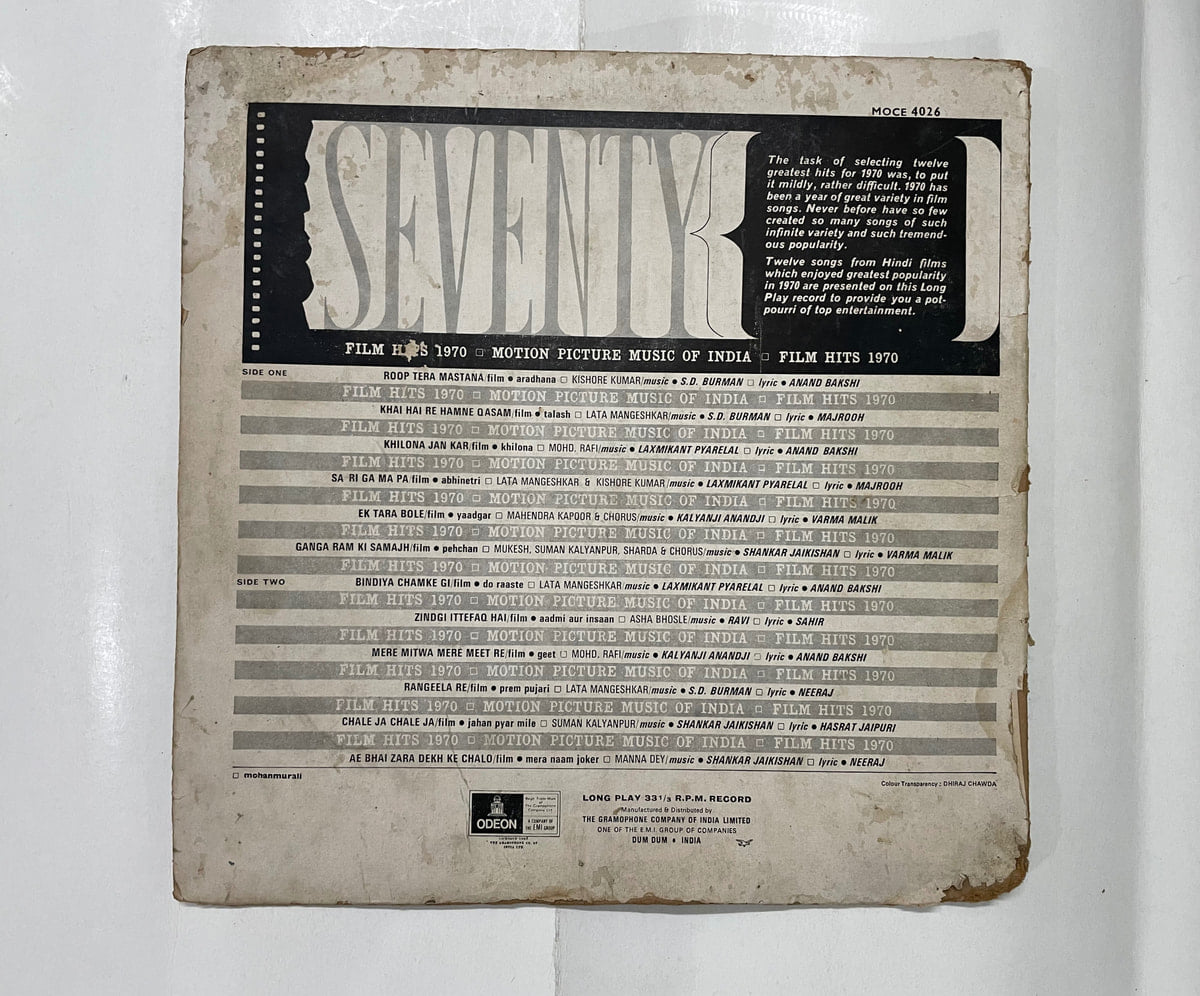 MOCE 4026
SEVENTY
The task of selecting twelve
greatest hits for 1970 was, to put
it mildly, rather difficult. 1970 has
been a year of great variety in film
songs. Never before have so few
created so many songs of such
infinite variety and such tremend-
ous popularity.
Twelve songs from Hindi films
which enjoyed greatest popularity
in 1970 are presented on this Long
Play record to provide you a pot-
pourri of top entertainment.
FILM HITS 1970 □ MOTION PICTURE MUSIC OF INDIA □ FILM HITS 1970
SIDE ONE
ROOP TERA MASTANA/film ● aradhana □ KISHORE KUMAR/music ● S.D. BURMAN □ lyric ● ANAND BAKSHI
FILM HITS 1970 □ MOTION PICTURE MUSIC OF INDIA □ FILM HITS 1970
KHAI HAI RE HAMNE QASAM/film ● talash □ LATA MANGESHKAR/music ● S.D. BURMAN □ lyric ● MAJROOH
FILM HITS 1970 □ MOTION PICTURE MUSIC OF INDIA □ FILM HITS 1970
KHILONA JAN KAR/film ● khilona □ MOHD. RAFI/music ● LAXMIKANT PYARELAL □ lyric ● ANAND BAKSHI
FILM HITS 1970 □ MOTION PICTURE MUSIC OF INDIA □ FILM HITS 1970
SA RI GA MA PA/film ● abhinetri □ LATA MANGESHKAR & KISHORE KUMAR/music ● LAXMIKANT PYARELAL □ lyric ● MAJROOH
FILM HITS 1970 □ MOTION PICTURE MUSIC OF INDIA □ FILM HITS 1970
EK TARA BOLE/film ● yaadgar □ MAHENDRA KAPOOR & CHORUS/music ● KALYANJI ANANDJI □ lyric ● VARMA MALIK
FILM HITS 1970 □ MOTION PICTURE MUSIC OF INDIA □ FILM HITS 1970
GANGA RAM KI SAMAJH/film ● pehchan □ MUKESH, SUMAN KALYANPUR, SHARDA & CHORUS/music ● SHANKAR JAIKISHAN □ lyric ● VARMA MALIK
FILM HITS 1970 □ MOTION PICTURE MUSIC OF INDIA □ FILM HITS 1970
SIDE TWO
BINDIYA CHAMKE GI/film ● do raaste □ LATA MANGESHKAR/music ● LAXMIKANT PYARELAL □ lyric ● ANAND BAKSHI
FILM HITS 1970 □ MOTION PICTURE MUSIC OF INDIA □ FILM HITS 1970
ZINDGI ITTEFAQ HAI/film ● aadmi aur insaan □ ASHA BHOSLE/music ● RAVI □ lyric ● SAHIR
FILM HITS 1970 □ MOTION PICTURE MUSIC OF INDIA □ FILM HITS 1970
MERE MITWA MERE MEET RE/film ● geet □ MOHD. RAFI/music ● KALYANJI ANANDJI □ lyric ● ANAND BAKSHI
FILM HITS 1970 □ MOTION PICTURE MUSIC OF INDIA □ FILM HITS 1970
RANGEELA RE/film ● prem pujari □ LATA MANGESHKAR/music ● S.D. BURMAN □ lyric ● NEERAJ
FILM HITS 1970 □ MOTION PICTURE MUSIC OF INDIA □ FILM HITS 1970
CHALE JA CHALE JA/film ● jahan pyar mile □ SUMAN KALYANPUR/music ● SHANKAR JAIKISHAN □ lyric ● HASRAT JAIPURI
FILM HITS 1970 □ MOTION PICTURE MUSIC OF INDIA □ FILM HITS 1970
AE BHAI ZARA DEKH KE CHALO/film ● mera naam joker □ MANNA DEY/music ● SHANKAR JAIKISHAN □ lyric ● NEERAJ
□ mohanmurali
Colour Transparency : DHIRAJ CHAWDA
ODEON
A COMPANY OF
THE EMI GROUP
LONG PLAY 33 1/3 R.P.M. RECORD
Manufactured & Distributed by
THE GRAMOPHONE COMPANY OF INDIA LIMITED
ONE OF THE E.M.I. GROUP OF COMPANIES
DUM DUM • INDIA